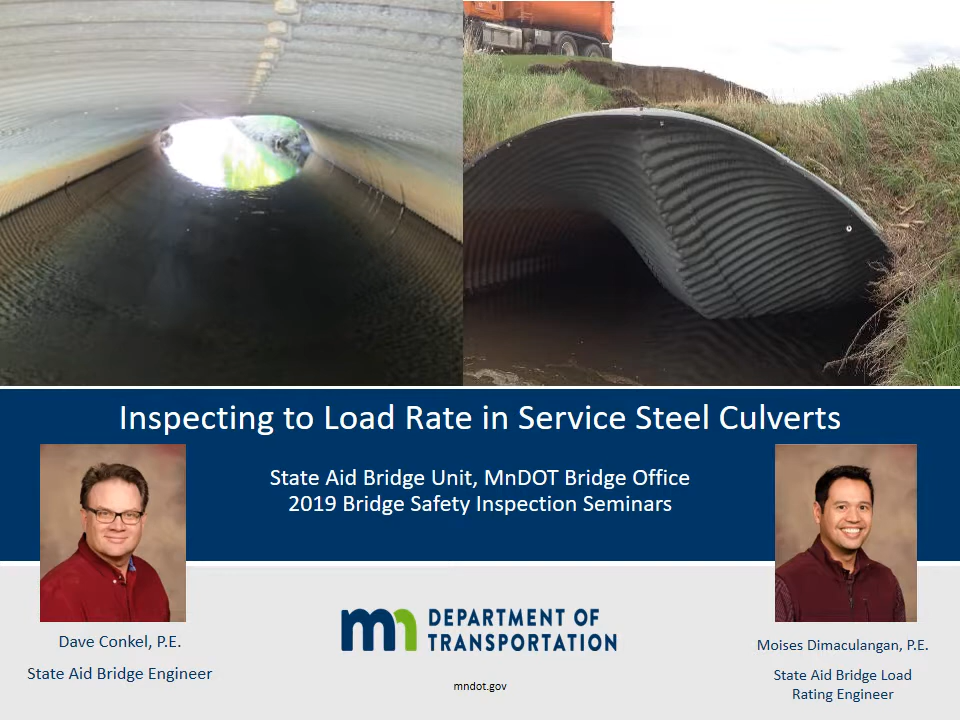 Inspecting to Load Rate in Service Steel Culverts
State Aid Bridge Unit, MnDOT Bridge Office
2019 Bridge Safety Inspection Seminars
Dave Conkel, P.E.
State Aid Bridge Engineer
mn DEPARTMENT OF
TRANSPORTATION
mndot.gov
Moises Dimaculangan, P.E.
State Aid Bridge Load
Rating Engineer